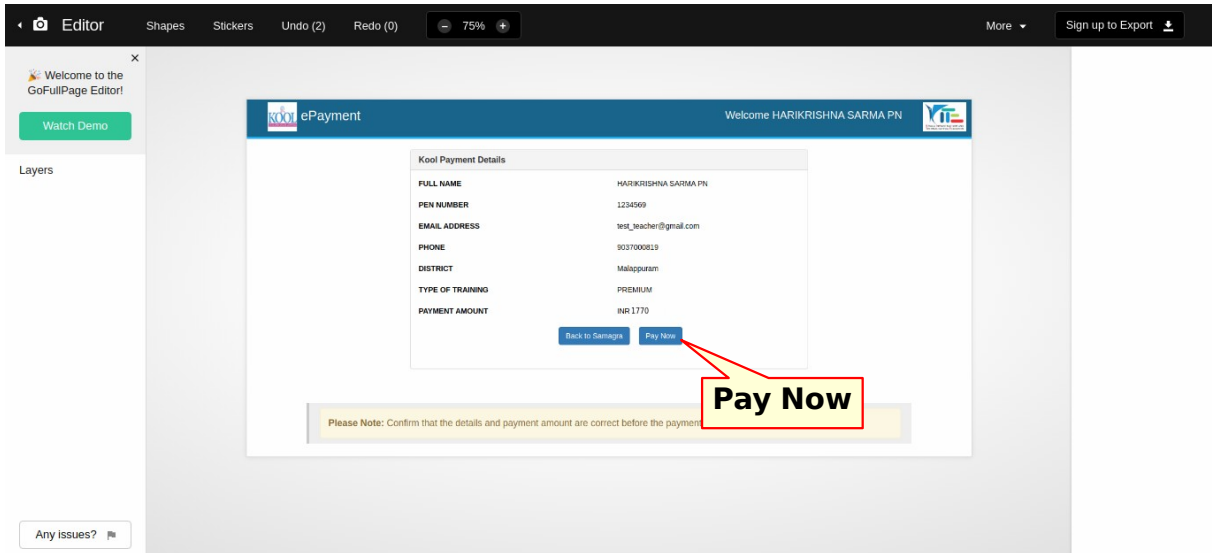 Editor Shapes Stickers Undo (2) Redo (0) − 75% + More Sign up to Export
×
🎉 Welcome to the
GoFullPage Editor!
Watch Demo
Layers
KOOL ePayment Welcome HARIKRISHNA SARMA PN
Kool Payment Details
FULL NAME HARIKRISHNA SARMA PN
PEN NUMBER 1234569
EMAIL ADDRESS test_teacher@gmail.com
PHONE 9037000819
DISTRICT Malappuram
TYPE OF TRAINING PREMIUM
PAYMENT AMOUNT INR 1770
Back to Samagra Pay Now
Pay Now
Please Note: Confirm that the details and payment amount are correct before the payment
Any issues?